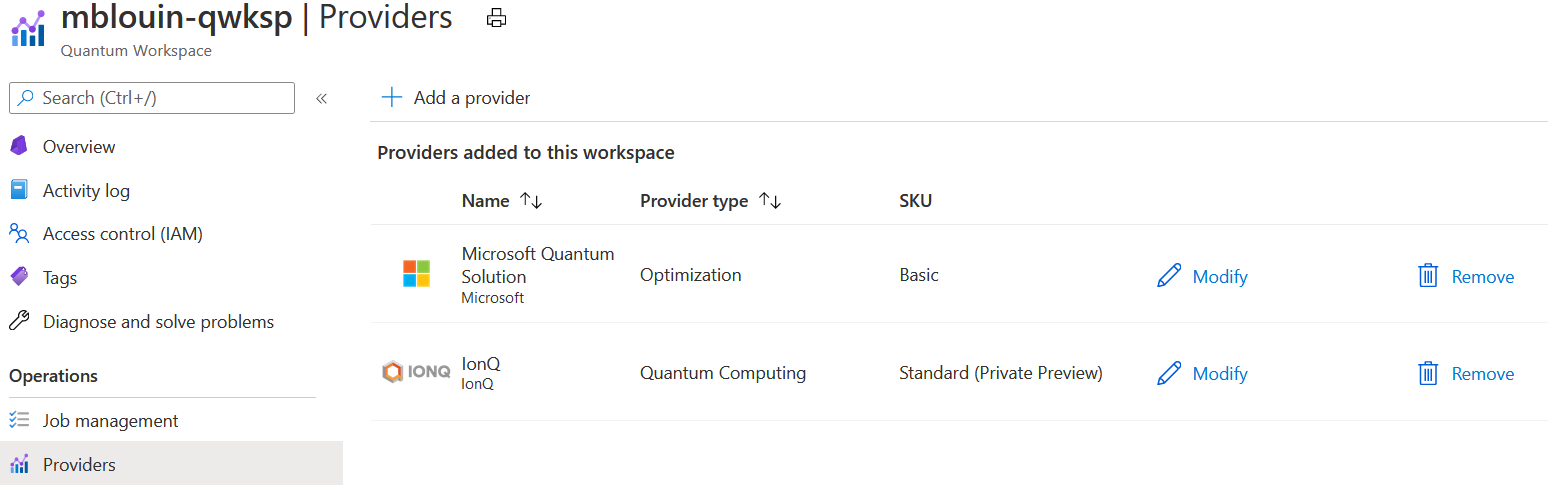 mblouin-qwksp | Providers
Quantum Workspace
Search (Ctrl+/)
«
Overview
Activity log
Access control (IAM)
Tags
Diagnose and solve problems
Operations
Job management
Providers
Add a provider
Providers added to this workspace
Name Provider type SKU
Microsoft Quantum
Solution
Microsoft
Optimization Basic Modify Remove
IONQ
IonQ
IonQ
Quantum Computing Standard (Private Preview) Modify Remove